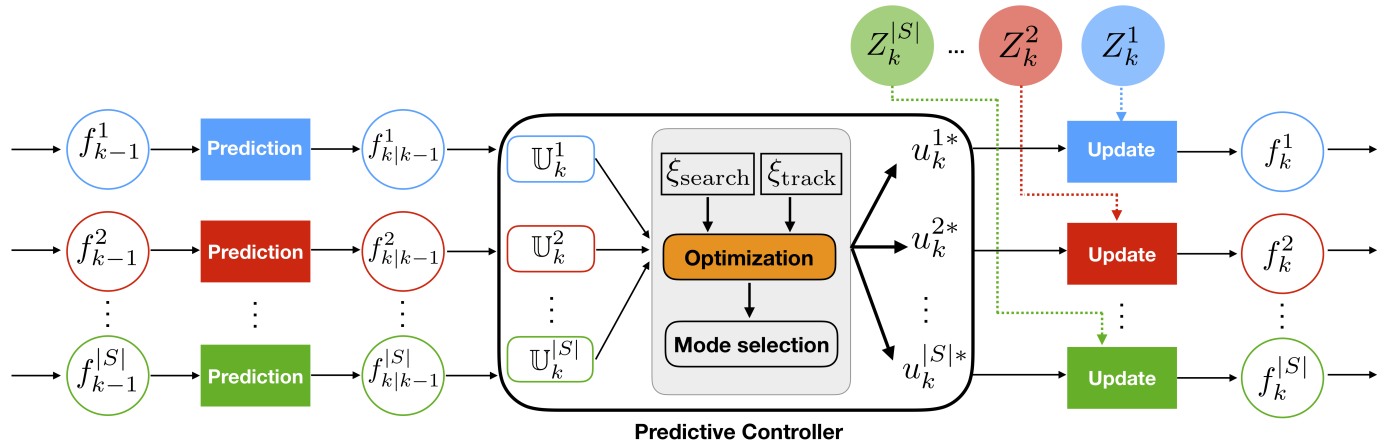 Z_k^{|S|} ... Z_k^2 Z_k^1
f_{k-1}^1 Prediction f_{k|k-1}^1 𝕌_k^1 ξ_search ξ_track u_k^{1*} Update f_k^1
f_{k-1}^2 Prediction f_{k|k-1}^2 𝕌_k^2 Optimization u_k^{2*} Update f_k^2
⋮ ⋮ ⋮ ⋮ ⋮ ⋮ ⋮
f_{k-1}^{|S|} Prediction f_{k|k-1}^{|S|} 𝕌_k^{|S|} Mode selection u_k^{|S|*} Update f_k^{|S|}
Predictive Controller